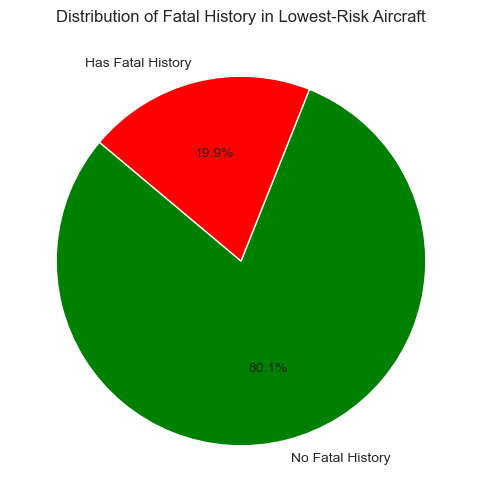 Distribution of Fatal History in Lowest-Risk Aircraft
Has Fatal History
19.9%
80.1%
No Fatal History